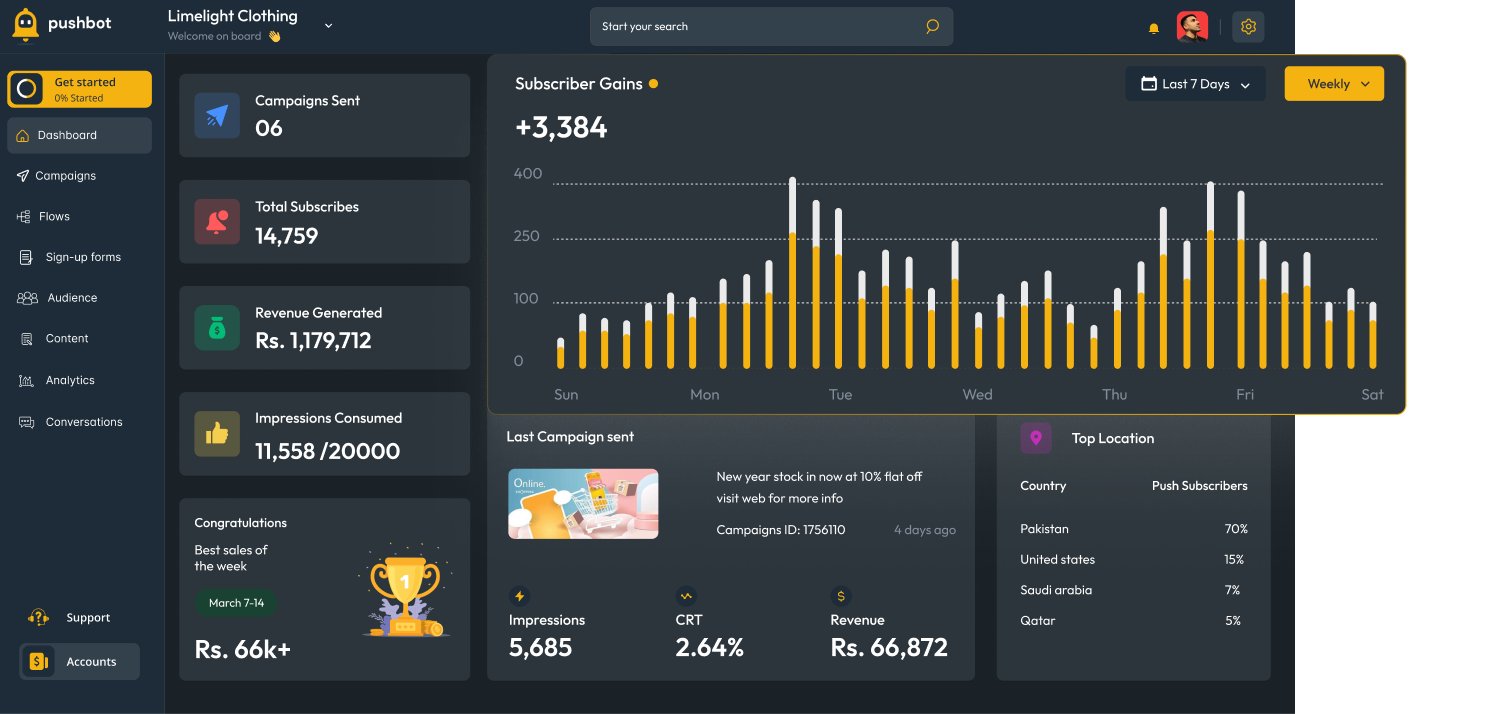 pushbot
Limelight Clothing
Welcome on board 👋
Start your search
Get started
0% Started
Dashboard
Campaigns
Flows
Sign-up forms
Audience
Content
Analytics
Conversations
Support
Accounts
Campaigns Sent
06
Total Subscribes
14,759
Revenue Generated
Rs. 1,179,712
Impressions Consumed
11,558 /20000
Congratulations
Best sales of
the week
March 7-14
Rs. 66k+
1
Subscriber Gains
Last 7 Days
Weekly
+3,384
400
250
100
0
Sun Mon Tue Wed Thu Fri Sat
Last Campaign sent
Online.
New year stock in now at 10% flat off
visit web for more info
Campaigns ID: 1756110 4 days ago
Impressions
5,685
CRT
2.64%
Revenue
Rs. 66,872
Top Location
Country Push Subscribers
Pakistan 70%
United states 15%
Saudi arabia 7%
Qatar 5%